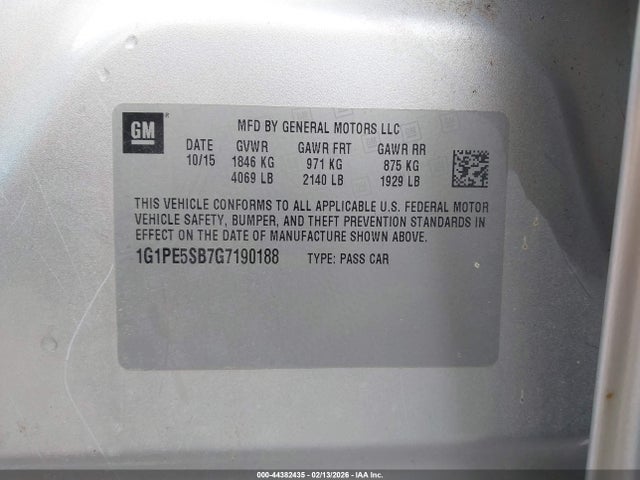 GM
MFD BY GENERAL MOTORS LLC
DATE GVWR GAWR FRT GAWR RR
10/15 1846 KG 971 KG 875 KG
4069 LB 2140 LB 1929 LB
THIS VEHICLE CONFORMS TO ALL APPLICABLE U.S. FEDERAL MOTOR
VEHICLE SAFETY, BUMPER, AND THEFT PREVENTION STANDARDS IN
EFFECT ON THE DATE OF MANUFACTURE SHOWN ABOVE.
1G1PE5SB7G7190188 TYPE: PASS CAR
000-44382435 - 02/13/2026 - IAA Inc.